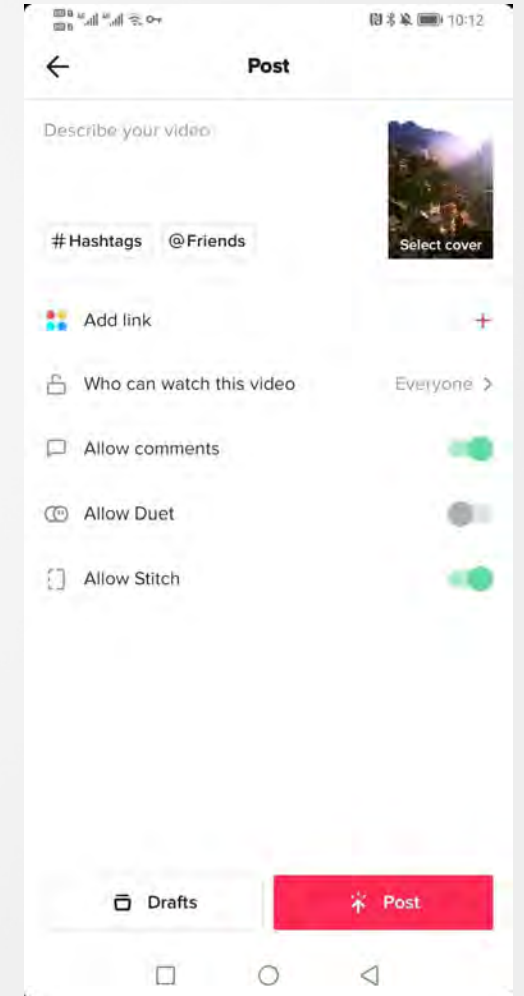 10:12
Post
Describe your video
#Hashtags @Friends
Select cover
Add link +
Who can watch this video Everyone >
Allow comments
Allow Duet
Allow Stitch
Drafts Post